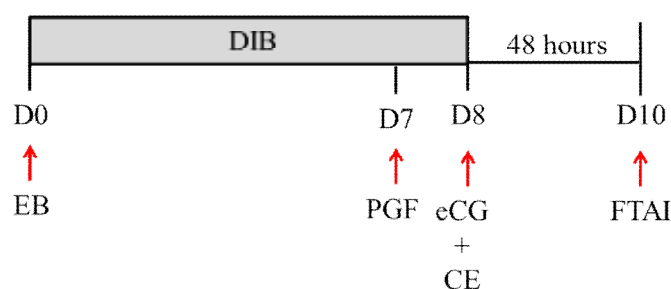 DIB
48 hours
D0
D7
D8
D10
EB
PGF
eCG
FTAI
+
CE